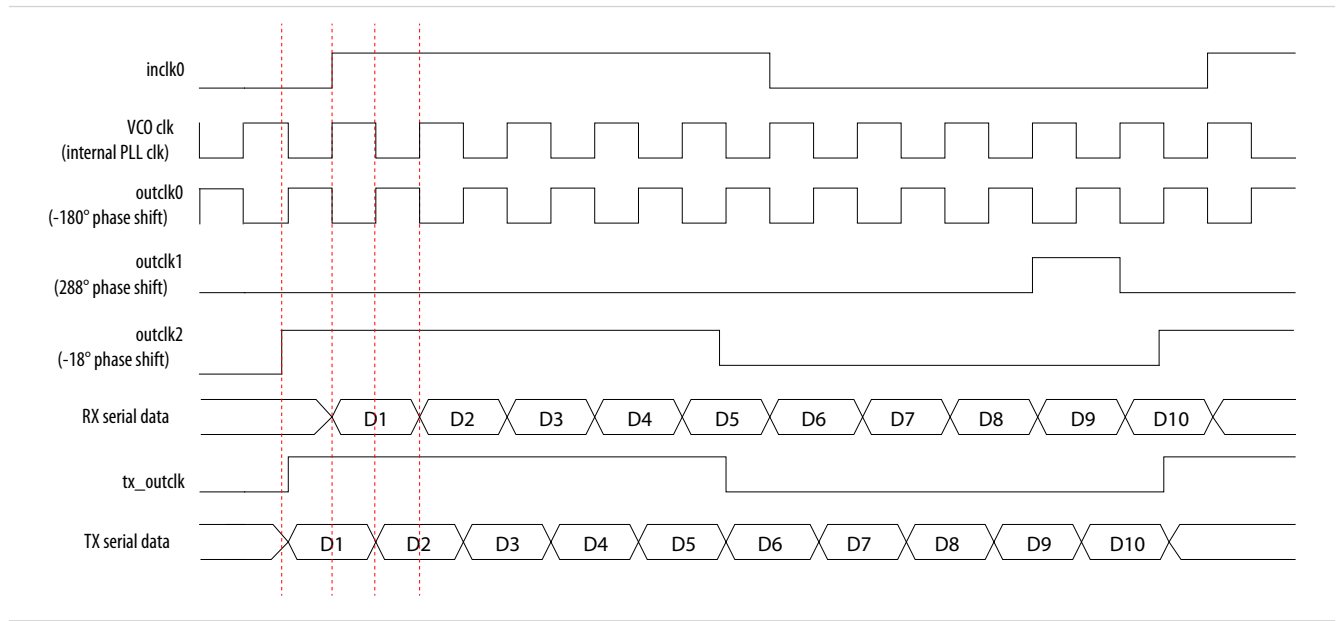 inclk0
VCO clk
(internal PLL clk)
outclk0
(-180° phase shift)
outclk1
(288° phase shift)
outclk2
(-18° phase shift)
RX serial data
D1 D2 D3 D4 D5 D6 D7 D8 D9 D10
tx_outclk
TX serial data
D1 D2 D3 D4 D5 D6 D7 D8 D9 D10